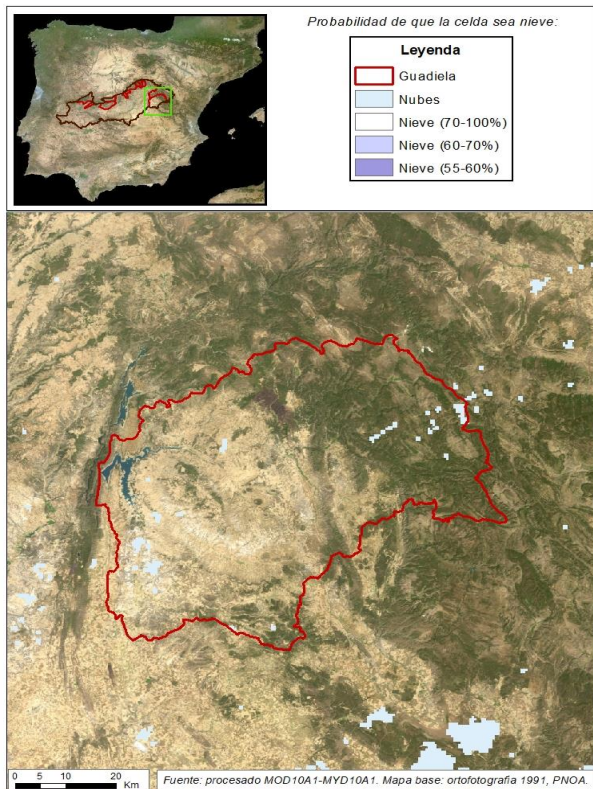 Probabilidad de que la celda sea nieve:
Leyenda
Guadiela
Nubes
Nieve (70-100%)
Nieve (60-70%)
Nieve (55-60%)
0 5 10 20
Km
Fuente: procesado MOD10A1-MYD10A1. Mapa base: ortofotografia 1991, PNOA.